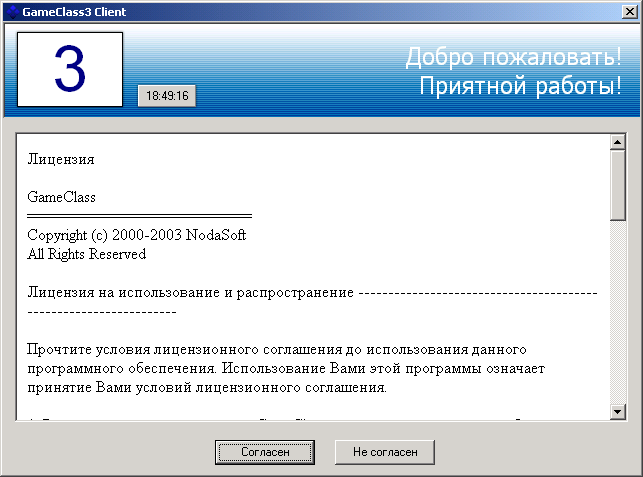 GameClass3 Client
3
18:49:16
Добро пожаловать!
Приятной работы!
Лицензия
GameClass
==============================
Copyright (c) 2000-2003 NodaSoft
All Rights Reserved
Лицензия на использование и распространение ----------------------------------------
-------------------------
Прочтите условия лицензионного соглашения до использования данного
программного обеспечения. Использование Вами этой программы означает
принятие Вами условий лицензионного соглашения.
Согласен
Не согласен